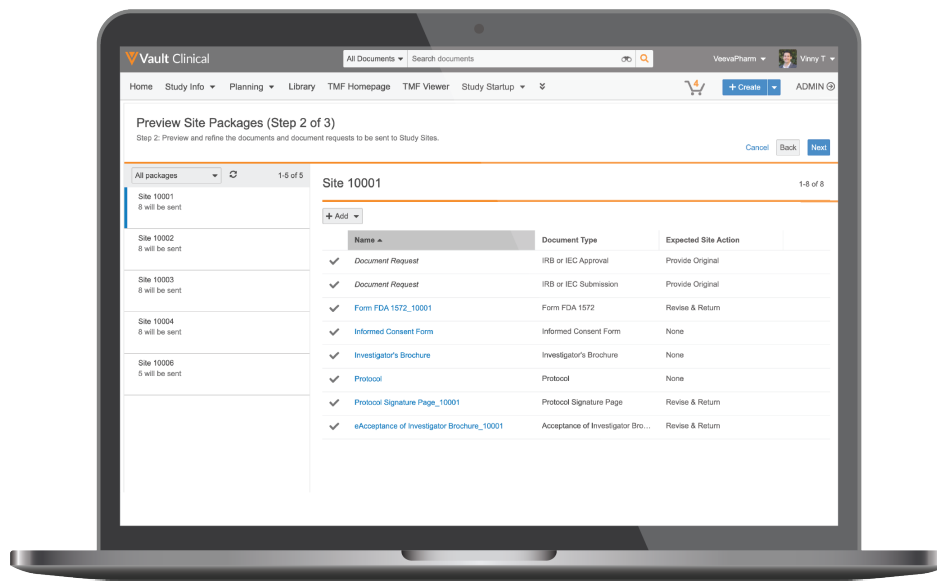 Vault Clinical
All Documents Search documents
VeevaPharm Vinny T
Home Study Info Planning Library TMF Homepage TMF Viewer Study Startup 4 + Create ADMIN
Preview Site Packages (Step 2 of 3)
Step 2: Preview and refine the documents and document requests to be sent to Study Sites.
Cancel Back Next
All packages 1-5 of 5
Site 10001
8 will be sent
Site 10002
8 will be sent
Site 10003
8 will be sent
Site 10004
8 will be sent
Site 10006
5 will be sent
Site 10001 1-8 of 8
+ Add
Name Document Type Expected Site Action
Document Request IRB or IEC Approval Provide Original
Document Request IRB or IEC Submission Provide Original
Form FDA 1572_10001 Form FDA 1572 Revise & Return
Informed Consent Form Informed Consent Form None
Investigator's Brochure Investigator's Brochure None
Protocol Protocol None
Protocol Signature Page_10001 Protocol Signature Page Revise & Return
eAcceptance of Investigator Brochure_10001 Acceptance of Investigator Bro... Revise & Return